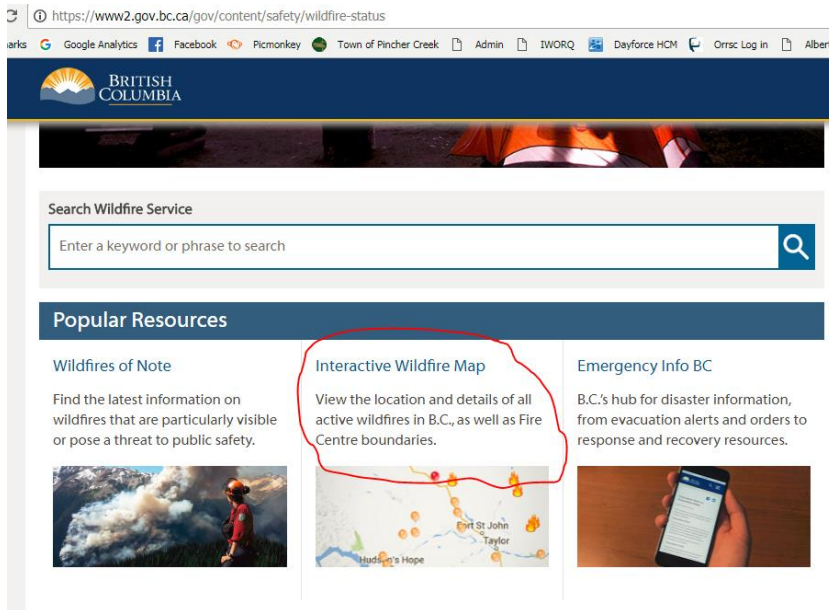 https://www2.gov.bc.ca/gov/content/safety/wildfire-status
arks Google Analytics Facebook Picmonkey Town of Pincher Creek Admin IWORQ Dayforce HCM Orrsc Log in Alber
BRITISH
COLUMBIA
Search Wildfire Service
Enter a keyword or phrase to search
Popular Resources
Wildfires of Note
Find the latest information on
wildfires that are particularly visible
or pose a threat to public safety.
Interactive Wildfire Map
View the location and details of all
active wildfires in B.C., as well as Fire
Centre boundaries.
Fort St John
Taylor
Hudson's Hope
Emergency Info BC
B.C.'s hub for disaster information,
from evacuation alerts and orders to
response and recovery resources.